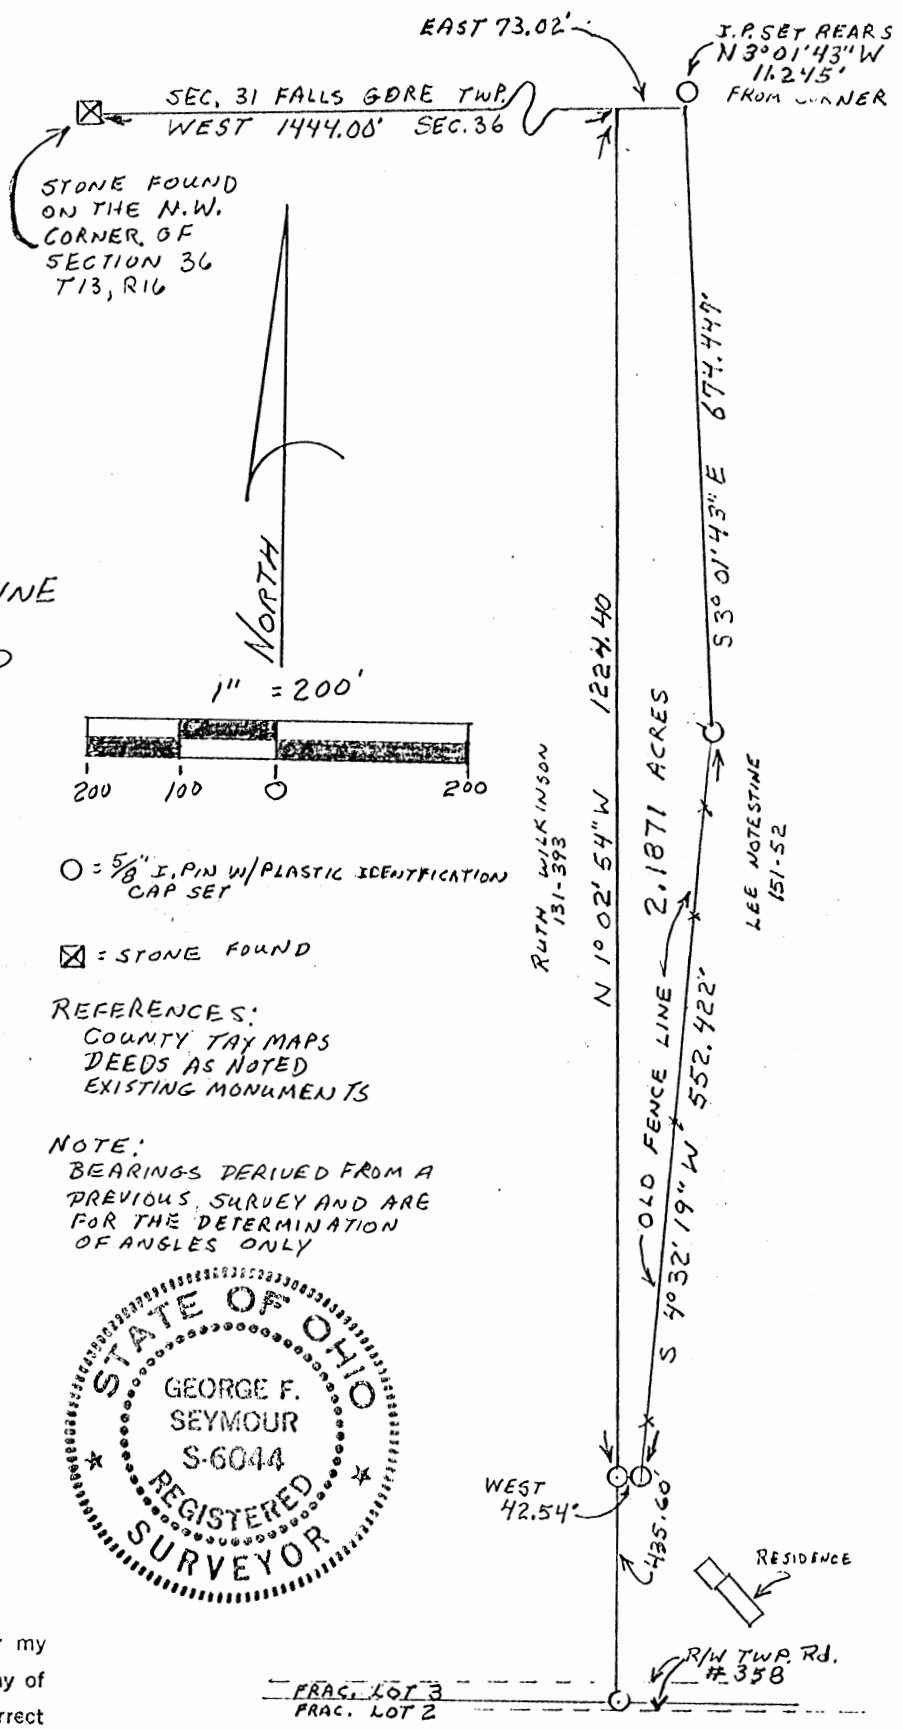 EAST 73.02'
I.P. SET REARS
N 3° 01' 43" W
11.245'
FROM CORNER
SEC. 31 FALLS GORE TWP.
WEST 1444.00' SEC. 36
STONE FOUND
ON THE N.W.
CORNER OF
SECTION 36
T13, R16
S 3° 01' 43" E 674.447'
NORTH
1" = 200'
200 100 0 200
N 1° 02' 54" W 1224.40
2.1871 ACRES
RUTH WILKINSON
131-393
LEE NOTESTINE
151-52
O = 5/8" I. PIN W/PLASTIC IDENTFICATION
CAP SET
= STONE FOUND
REFERENCES:
COUNTY TAX MAPS
DEEDS AS NOTED
EXISTING MONUMENTS
OLD FENCE LINE
S 4° 32' 19" W 552.422'
NOTE:
BEARINGS DERIVED FROM A
PREVIOUS SURVEY AND ARE
FOR THE DETERMINATION
OF ANGLES ONLY
STATE OF OHIO
GEORGE F.
SEYMOUR
S-6044
REGISTERED
SURVEYOR
WEST
42.54'
435.60'
RESIDENCE
my
of
R/W TWP. Rd.
# 358
FRAC. LOT 3
FRAC. LOT 2